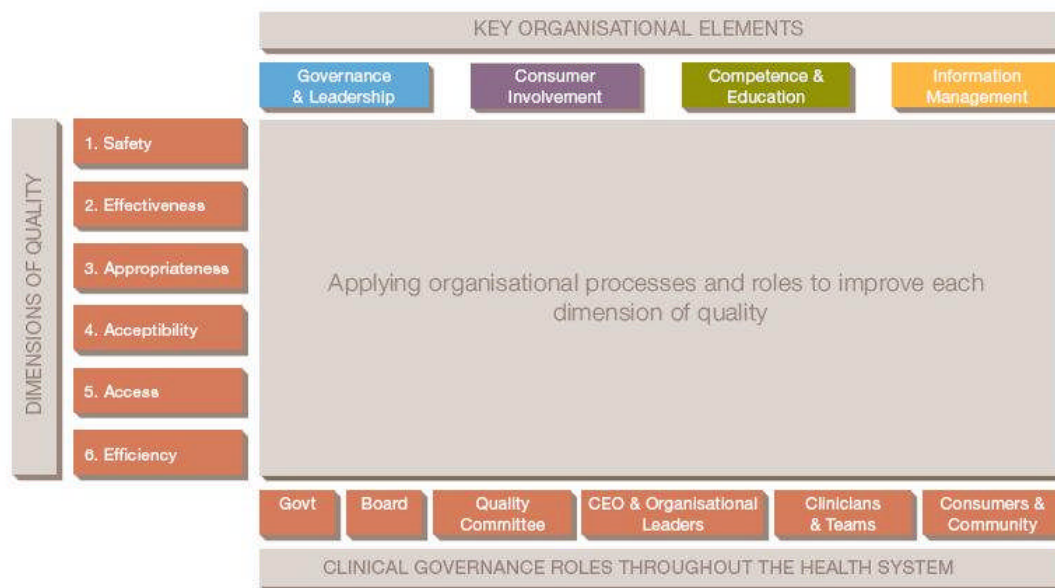 KEY ORGANISATIONAL ELEMENTS
Governance
& Leadership
Consumer
Involvement
Competence &
Education
Information
Management
DIMENSIONS OF QUALITY
1. Safety
2. Effectiveness
3. Appropriateness
4. Acceptibility
5. Access
6. Efficiency
Applying organisational processes and roles to improve each
dimension of quality
Govt
Board
Quality
Committee
CEO & Organisational
Leaders
Clinicians
& Teams
Consumers &
Community
CLINICAL GOVERNANCE ROLES THROUGHOUT THE HEALTH SYSTEM